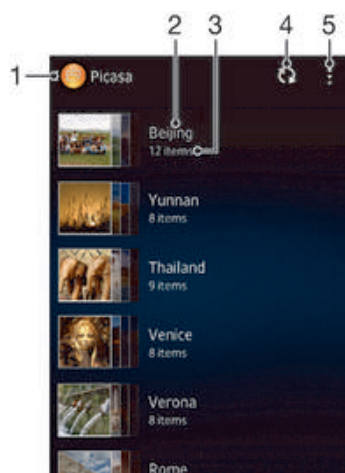 2 3 4 5
1 Picasa
Beijing
12 items
Yunnan
8 items
Thailand
9 items
Venice
8 items
Verona
8 items
Rome